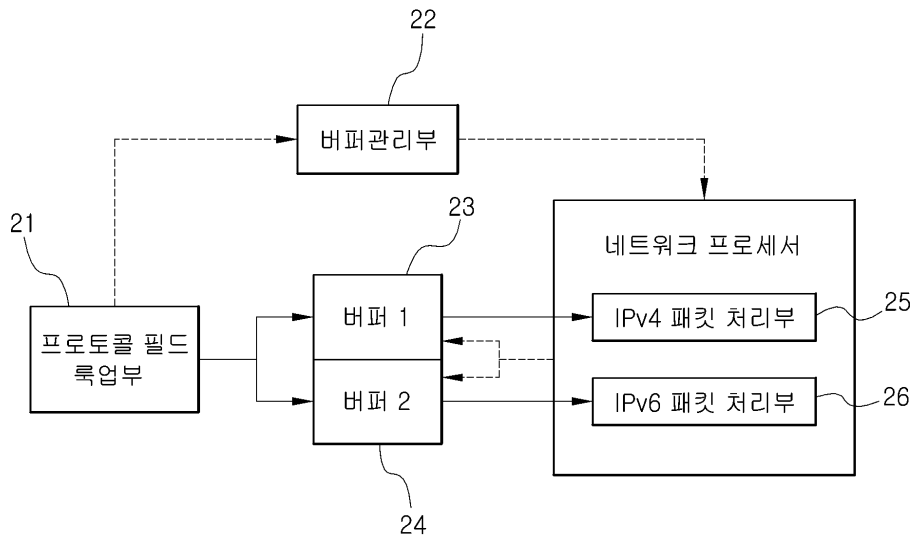 22
버퍼관리부
21
23
네트워크 프로세서
프로토콜 필드
룩업부
버퍼 1
IPv4 패킷 처리부
25
버퍼 2
IPv6 패킷 처리부
26
24